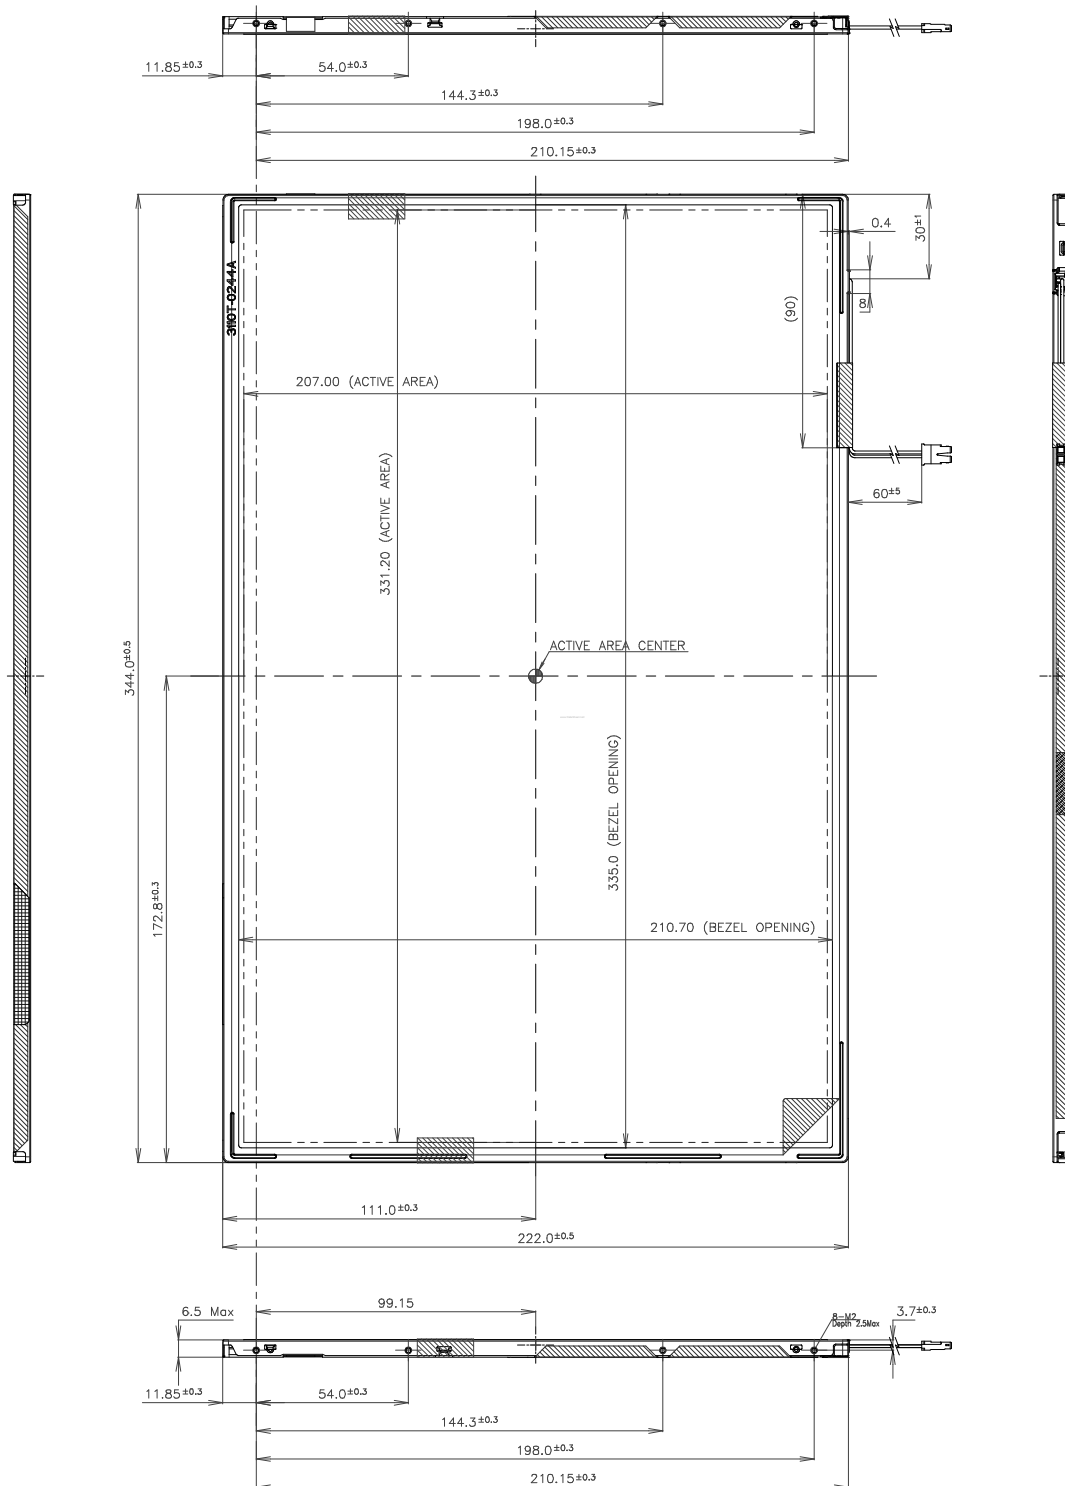 11.85±0.3
54.0±0.3
144.3±0.3
198.0±0.3
210.15±0.3
0.4
30±1
3110T-0244A
(90)
8
207.00 (ACTIVE AREA)
331.20 (ACTIVE AREA)
60±5
ACTIVE AREA CENTER
344.0±0.5
335.0 (BEZEL OPENING)
172.8±0.3
210.70 (BEZEL OPENING)
111.0±0.3
222.0±0.5
6.5 Max
99.15
8-M2
Depth 2.5Max
3.7±0.3
11.85±0.3
54.0±0.3
144.3±0.3
198.0±0.3
210.15±0.3